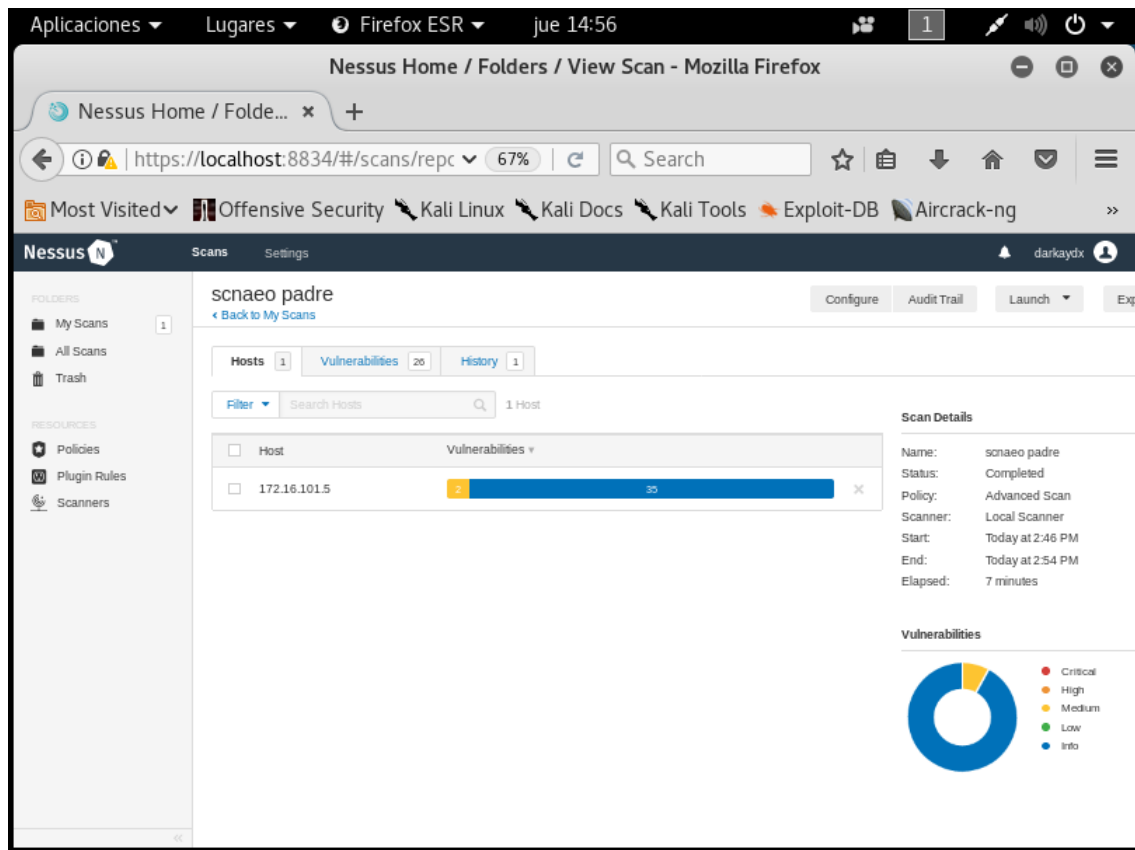 Aplicaciones Lugares Firefox ESR jue 14:56 1
Nessus Home / Folders / View Scan - Mozilla Firefox
Nessus Home / Folde...
https://localhost:8834/#/scans/repo 67% Search
Most Visited Offensive Security Kali Linux Kali Docs Kali Tools Exploit-DB Aircrack-ng
Nessus N Scans Settings darkaydx
FOLDERS
My Scans 1
All Scans
Trash
RESOURCES
Policies
Plugin Rules
Scanners
scnaeo padre
Back to My Scans
Configure Audit Trail Launch Exp
Hosts 1 Vulnerabilities 26 History 1
Filter Search Hosts 1 Host
Host Vulnerabilities
172.16.101.5 2 35
Scan Details
Name: scnaeo padre
Status: Completed
Policy: Advanced Scan
Scanner: Local Scanner
Start: Today at 2:46 PM
End: Today at 2:54 PM
Elapsed: 7 minutes
Vulnerabilities
Critical
High
Medium
Low
Info